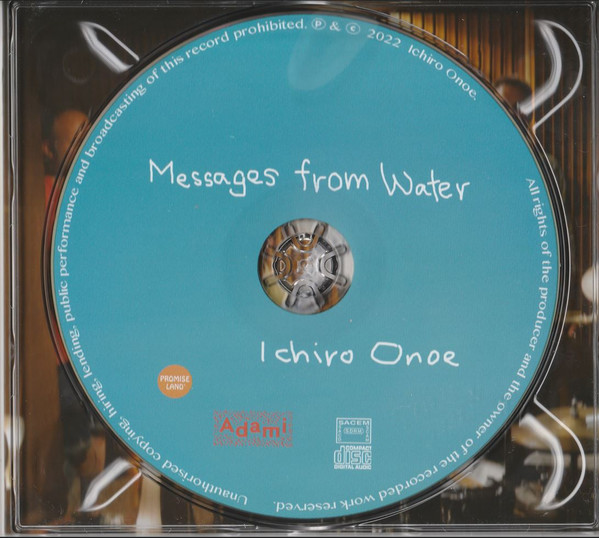 Messages from Water
Ichiro Onoe
PROMISE
LAND
Adami
SACEM
SDRM
COMPACT
disc
DIGITAL AUDIO
All rights of the producer and the owner of the recorded work reserved.
Unauthorised copying, hiring, lending, public performance and broadcasting of this record prohibited. ℗ & © 2022 Ichiro Onoe.